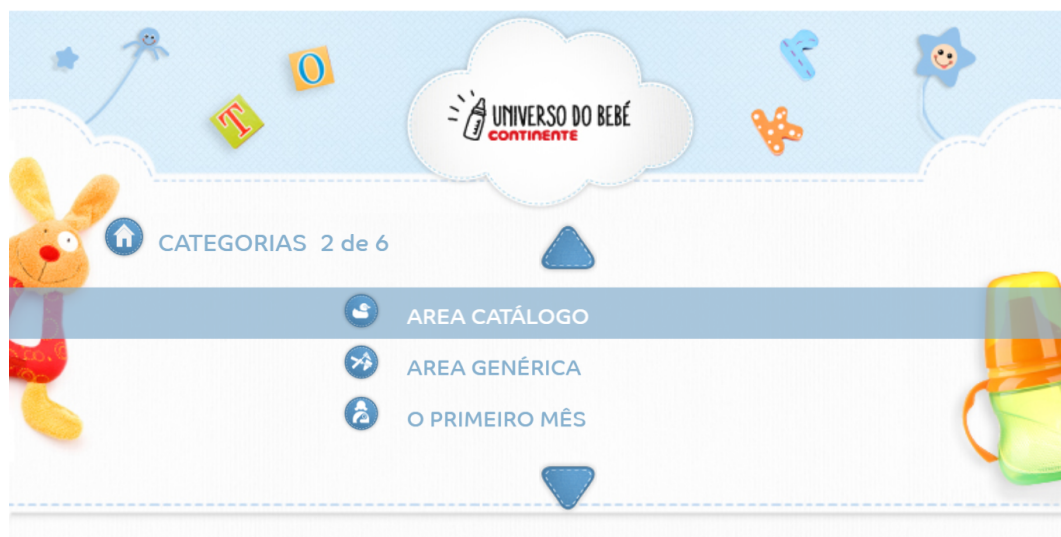 O
T
UNIVERSO DO BEBÉ
CONTINENTE
CATEGORIAS 2 de 6
AREA CATÁLOGO
AREA GENÉRICA
O PRIMEIRO MÊS